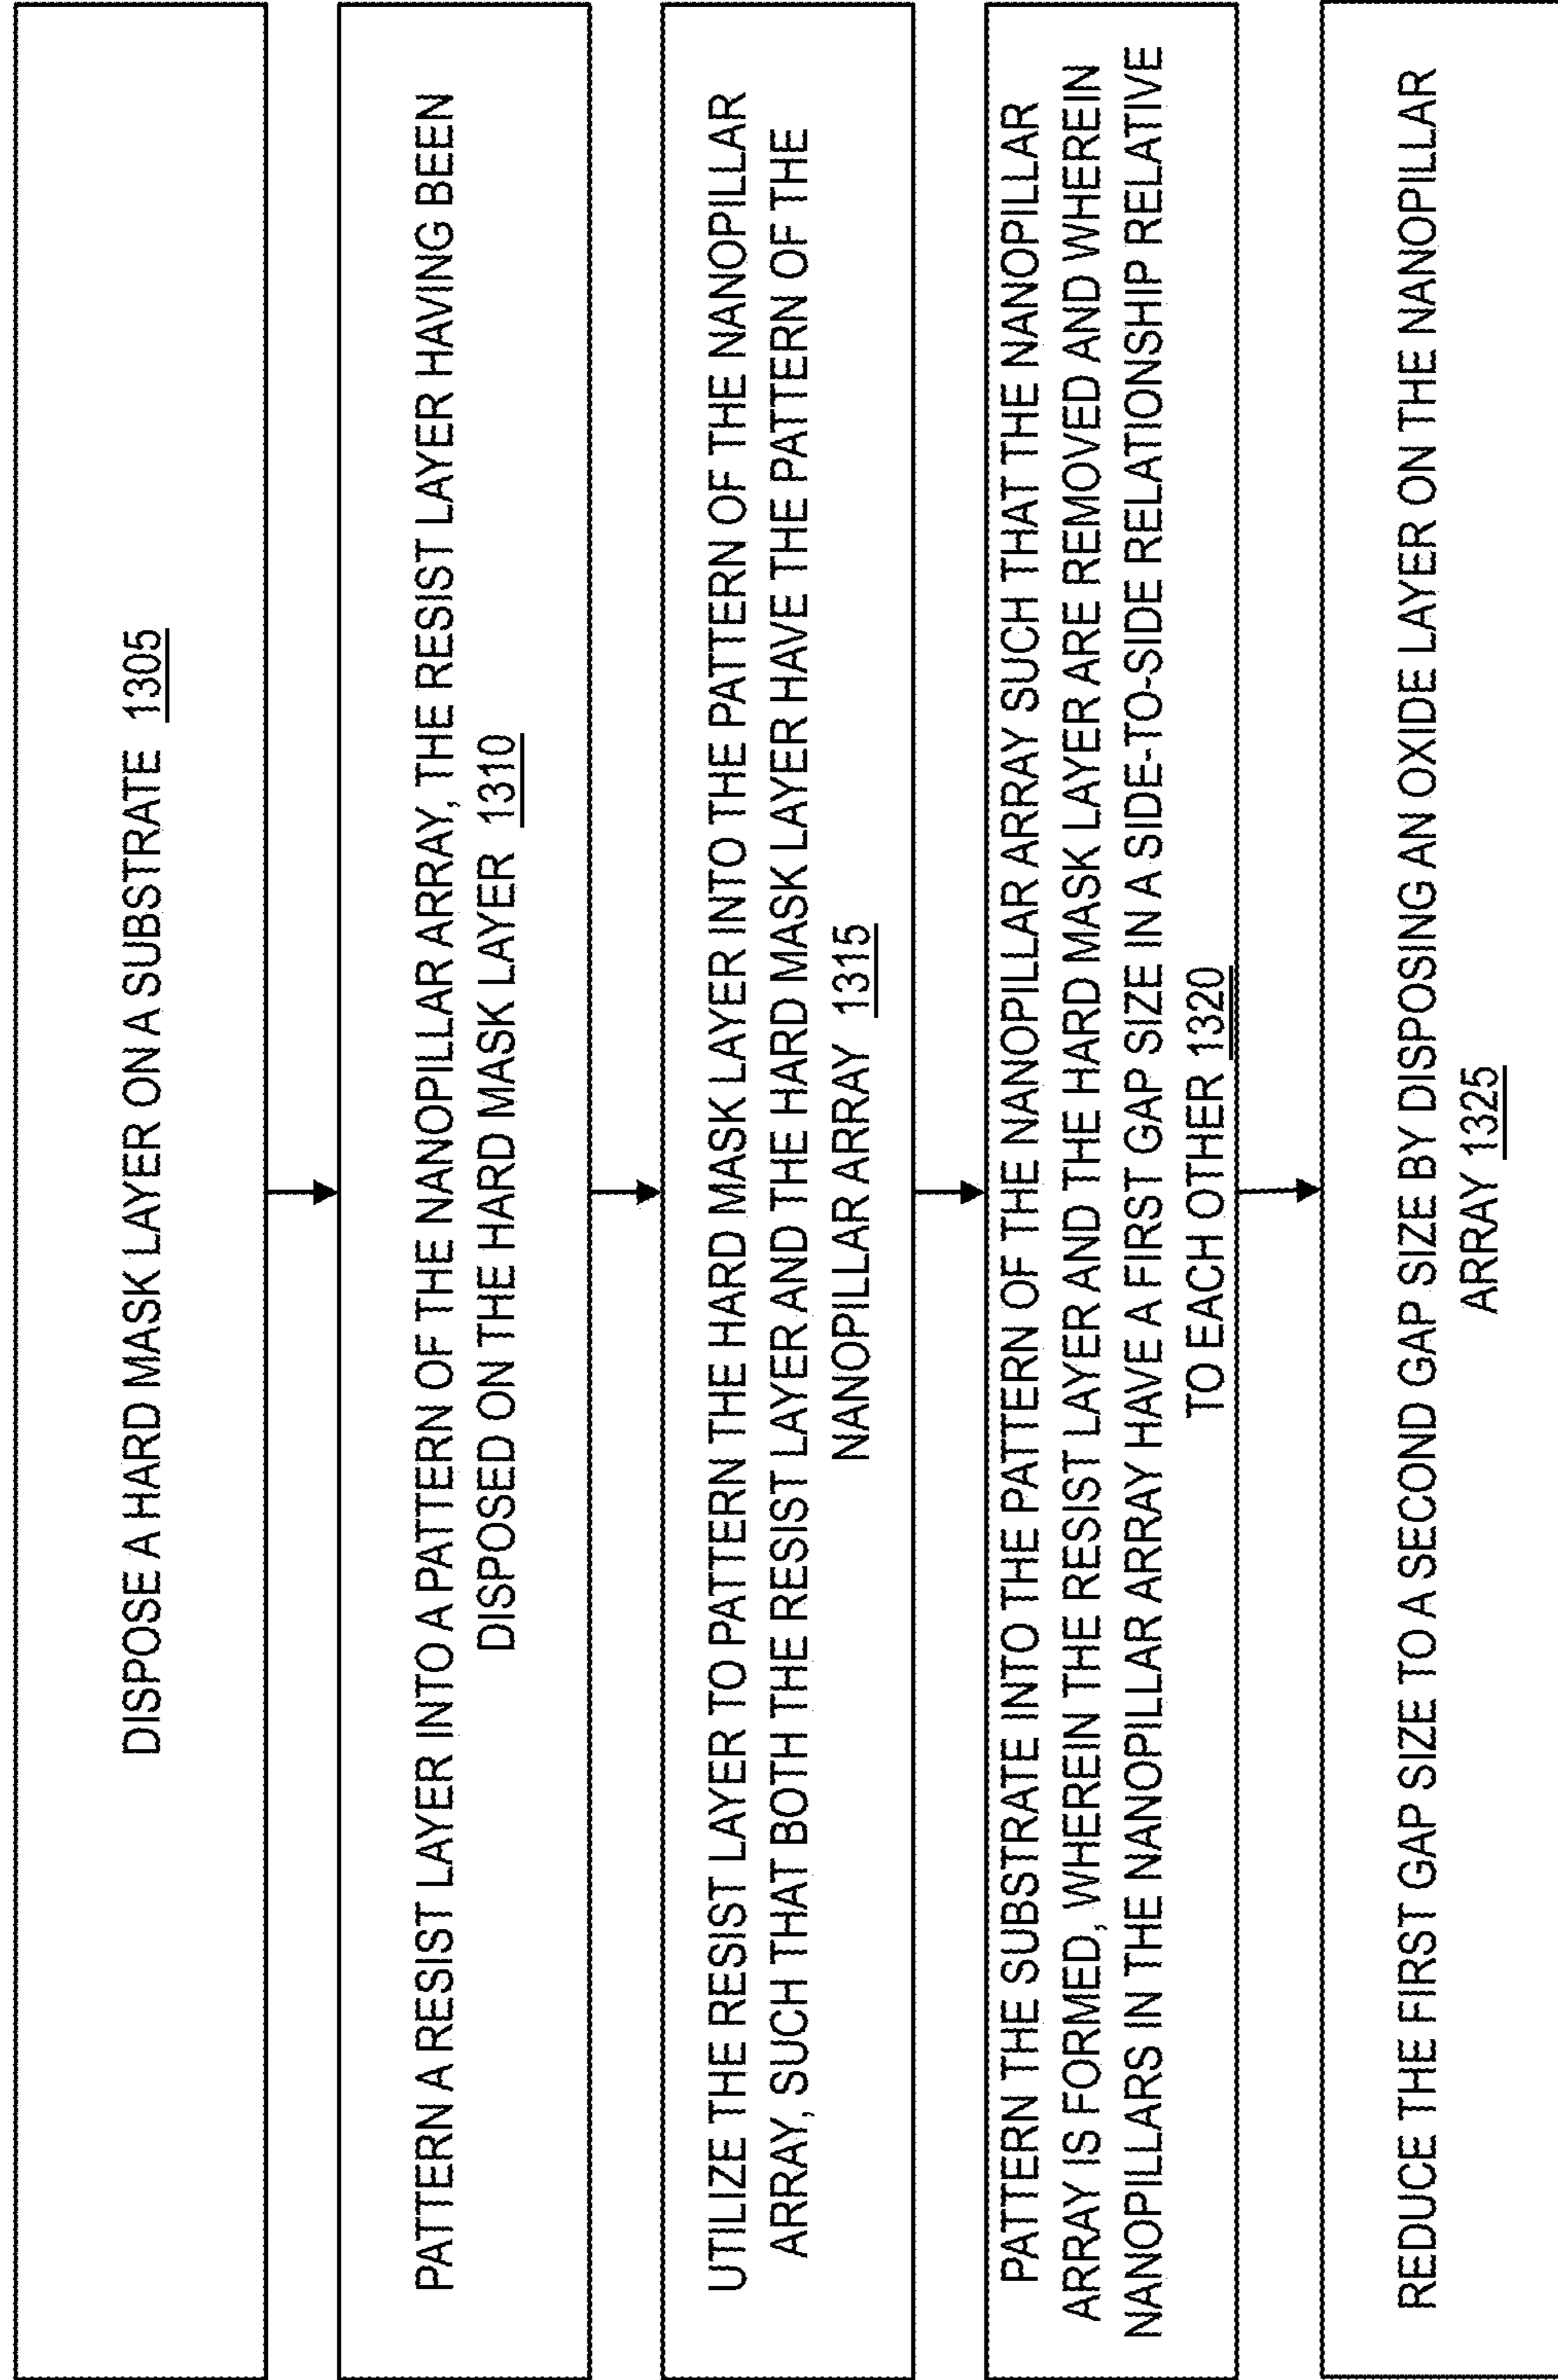 DISPOSE A HARD MASK LAYER ON A SUBSTRATE 1305
PATTERN A RESIST LAYER INTO A PATTERN OF THE NANOPILLAR ARRAY, THE RESIST LAYER HAVING BEEN
DISPOSED ON THE HARD MASK LAYER 1310
UTILIZE THE RESIST LAYER TO PATTERN THE HARD MASK LAYER INTO THE PATTERN OF THE NANOPILLAR
ARRAY, SUCH THAT BOTH THE RESIST LAYER AND THE HARD MASK LAYER HAVE THE PATTERN OF THE
NANOPILLAR ARRAY 1315
PATTERN THE SUBSTRATE INTO THE PATTERN OF THE NANOPILLAR ARRAY SUCH THAT THE NANOPILLAR
ARRAY IS FORMED, WHEREIN THE RESIST LAYER AND THE HARD MASK LAYER ARE REMOVED AND WHEREIN
NANOPILLARS IN THE NANOPILLAR ARRAY HAVE A FIRST GAP SIZE IN A SIDE-TO-SIDE RELATIONSHIP RELATIVE
TO EACH OTHER 1320
REDUCE THE FIRST GAP SIZE TO A SECOND GAP SIZE BY DISPOSING AN OXIDE LAYER ON THE NANOPILLAR
ARRAY 1325